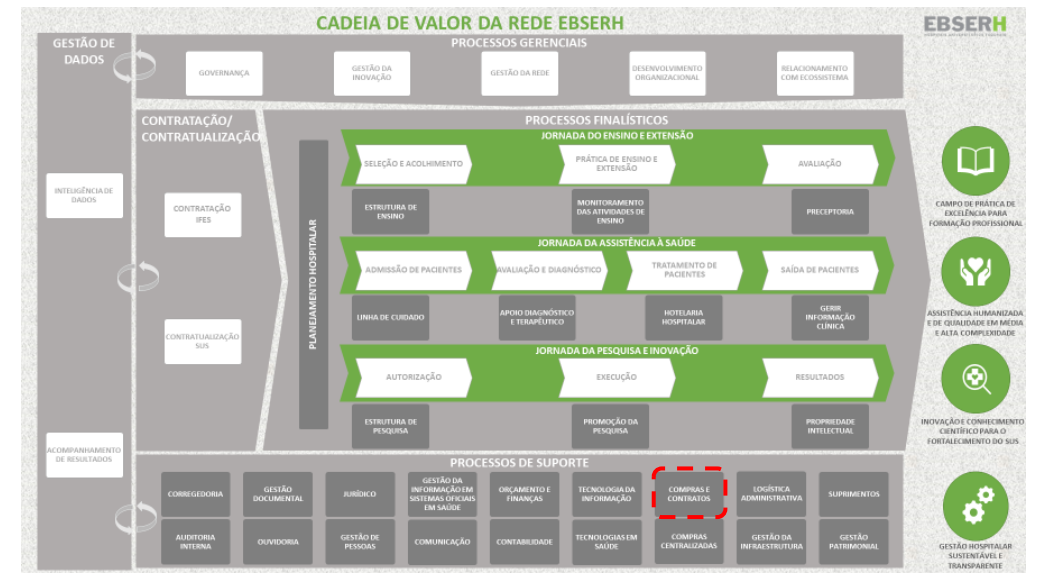 CADEIA DE VALOR DA REDE EBSERH
EBSERH
GESTÃO DE
DADOS
INTELIGÊNCIA DE
DADOS
ACOMPANHAMENTO
DE RESULTADOS
PROCESSOS GERENCIAIS
GOVERNANÇA
GESTÃO DA
INOVAÇÃO
GESTÃO DA REDE
DESENVOLVIMENTO
ORGANIZACIONAL
RELACIONAMENTO
COM ECOSSISTEMA
CONTRATAÇÃO/
CONTRATUALIZAÇÃO
CONTRATAÇÃO
IFES
CONTRATUALIZAÇÃO
SUS
PROCESSOS FINALÍSTICOS
PLANEJAMENTO HOSPITALAR
JORNADA DO ENSINO E EXTENSÃO
SELEÇÃO E ACOLHIMENTO
PRÁTICA DE ENSINO E
EXTENSÃO
AVALIAÇÃO
ESTRUTURA DE
ENSINO
MONITORAMENTO
DAS ATIVIDADES DE
ENSINO
PRECEPTORIA
JORNADA DA ASSISTÊNCIA À SAÚDE
ADMISSÃO DE PACIENTES
AVALIAÇÃO E DIAGNÓSTICO
TRATAMENTO DE
PACIENTES
SAÍDA DE PACIENTES
LINHA DE CUIDADO
APOIO DIAGNÓSTICO
E TERAPÊUTICO
HOTELARIA
HOSPITALAR
GERIR
INFORMAÇÃO
CLÍNICA
JORNADA DA PESQUISA E INOVAÇÃO
AUTORIZAÇÃO
EXECUÇÃO
RESULTADOS
ESTRUTURA DE
PESQUISA
PROMOÇÃO DA
PESQUISA
PROPRIEDADE
INTELECTUAL
CAMPO DE PRÁTICA DE
EXCELÊNCIA PARA
FORMAÇÃO PROFISSIONAL
ASSISTÊNCIA HUMANIZADA
E DE QUALIDADE EM MÉDIA
E ALTA COMPLEXIDADE
INOVAÇÃO E CONHECIMENTO
CIENTÍFICO PARA O
FORTALECIMENTO DO SUS
GESTÃO HOSPITALAR
SUSTENTÁVEL E
TRANSPARENTE
PROCESSOS DE SUPORTE
CORREGEDORIA
GESTÃO
DOCUMENTAL
JURÍDICO
GESTÃO DA
INFORMAÇÃO EM
SISTEMAS OFICIAIS
EM SAÚDE
ORÇAMENTO E
FINANÇAS
TECNOLOGIA DA
INFORMAÇÃO
COMPRAS E
CONTRATOS
LOGÍSTICA
ADMINISTRATIVA
SUPRIMENTOS
AUDITORIA
INTERNA
OUVIDORIA
GESTÃO DE
PESSOAS
COMUNICAÇÃO
CONTABILIDADE
TECNOLOGIAS EM
SAÚDE
COMPRAS
CENTRALIZADAS
GESTÃO DA
INFRAESTRUTURA
GESTÃO
PATRIMONIAL